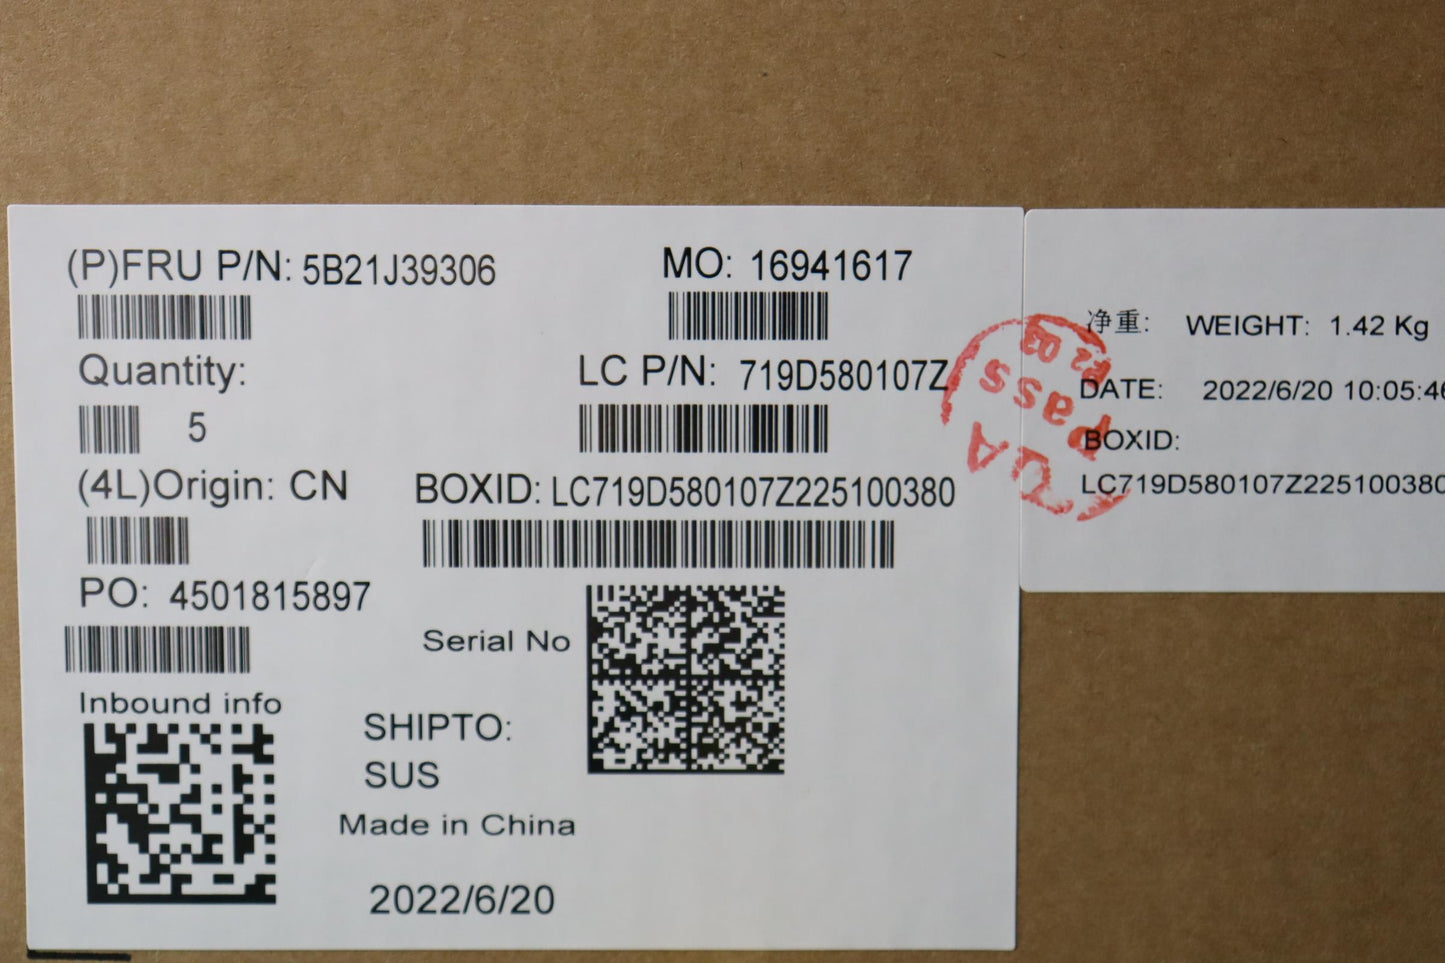 (P)FRU P/N: 5B21J39306
MO: 16941617
Quantity:
5
LC P/N: 719D580107Z
(4L)Origin: CN
BOXID: LC719D580107Z225100380
PO: 4501815897
Serial No
Inbound info
SHIPTO:
SUS
Made in China
2022/6/20
净重: WEIGHT: 1.42 Kg
DATE: 2022/6/20 10:05:46
BOXID:
LC719D580107Z225100380
QA
Pass